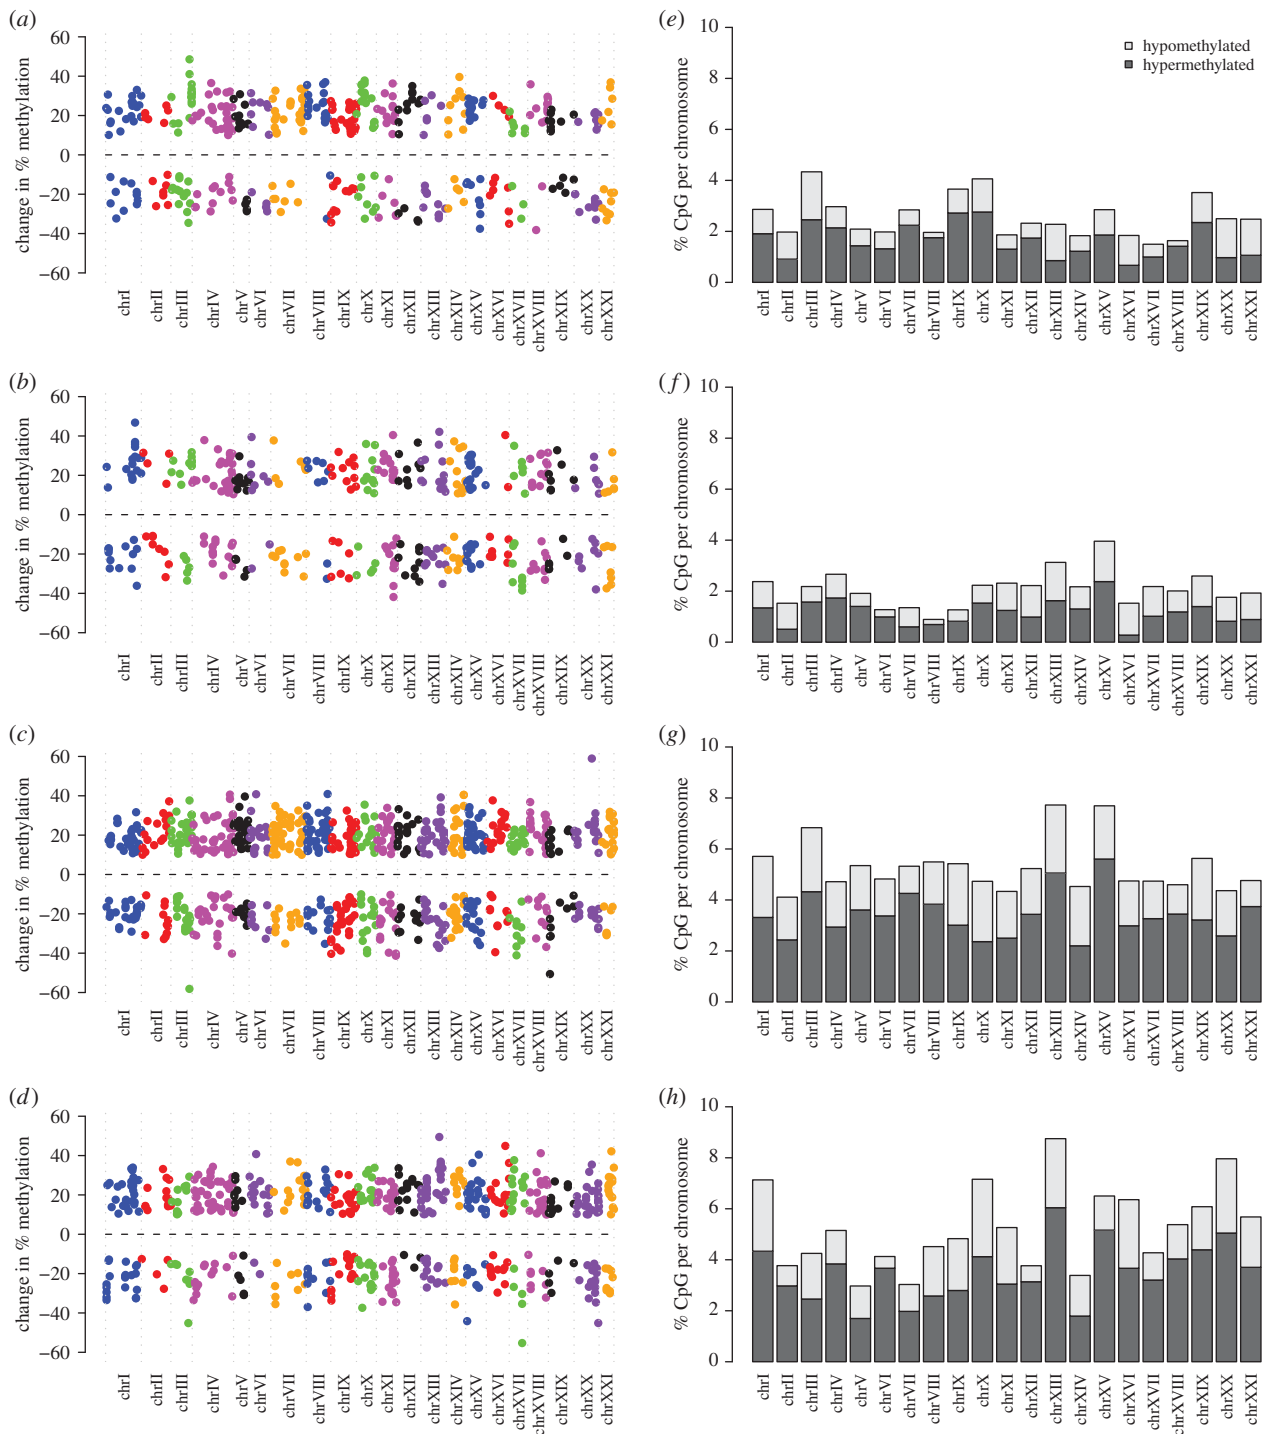 (a)
60
40
20
0
−20
−40
−60
change in % methylation
chrI
chrII
chrIII
chrIV
chrV
chrVI
chrVII
chrVIII
chrIX
chrX
chrXI
chrXII
chrXIII
chrXIV
chrXV
chrXVI
chrXVII
chrXVIII
chrXIX
chrXX
chrXXI
(e)
10
8
6
4
2
0
% CpG per chromosome
hypomethylated
hypermethylated
chrI
chrII
chrIII
chrIV
chrV
chrVI
chrVII
chrVIII
chrIX
chrX
chrXI
chrXII
chrXIII
chrXIV
chrXV
chrXVI
chrXVII
chrXVIII
chrXIX
chrXX
chrXXI
(b)
60
40
20
0
−20
−40
−60
change in % methylation
chrI
chrII
chrIII
chrIV
chrV
chrVI
chrVII
chrVIII
chrIX
chrX
chrXI
chrXII
chrXIII
chrXIV
chrXV
chrXVI
chrXVII
chrXVIII
chrXIX
chrXX
chrXXI
(f)
10
8
6
4
2
0
% CpG per chromosome
chrI
chrII
chrIII
chrIV
chrV
chrVI
chrVII
chrVIII
chrIX
chrX
chrXI
chrXII
chrXIII
chrXIV
chrXV
chrXVI
chrXVII
chrXVIII
chrXIX
chrXX
chrXXI
(c)
60
40
20
0
−20
−40
−60
change in % methylation
chrI
chrII
chrIII
chrIV
chrV
chrVI
chrVII
chrVIII
chrIX
chrX
chrXI
chrXII
chrXIII
chrXIV
chrXV
chrXVI
chrXVII
chrXVIII
chrXIX
chrXX
chrXXI
(g)
10
8
6
4
2
0
% CpG per chromosome
chrI
chrII
chrIII
chrIV
chrV
chrVI
chrVII
chrVIII
chrIX
chrX
chrXI
chrXII
chrXIII
chrXIV
chrXV
chrXVI
chrXVII
chrXVIII
chrXIX
chrXX
chrXXI
(d)
60
40
20
0
−20
−40
−60
change in % methylation
chrI
chrII
chrIII
chrIV
chrV
chrVI
chrVII
chrVIII
chrIX
chrX
chrXI
chrXII
chrXIII
chrXIV
chrXV
chrXVI
chrXVII
chrXVIII
chrXIX
chrXX
chrXXI
(h)
10
8
6
4
2
0
% CpG per chromosome
chrI
chrII
chrIII
chrIV
chrV
chrVI
chrVII
chrVIII
chrIX
chrX
chrXI
chrXII
chrXIII
chrXIV
chrXV
chrXVI
chrXVII
chrXVIII
chrXIX
chrXX
chrXXI